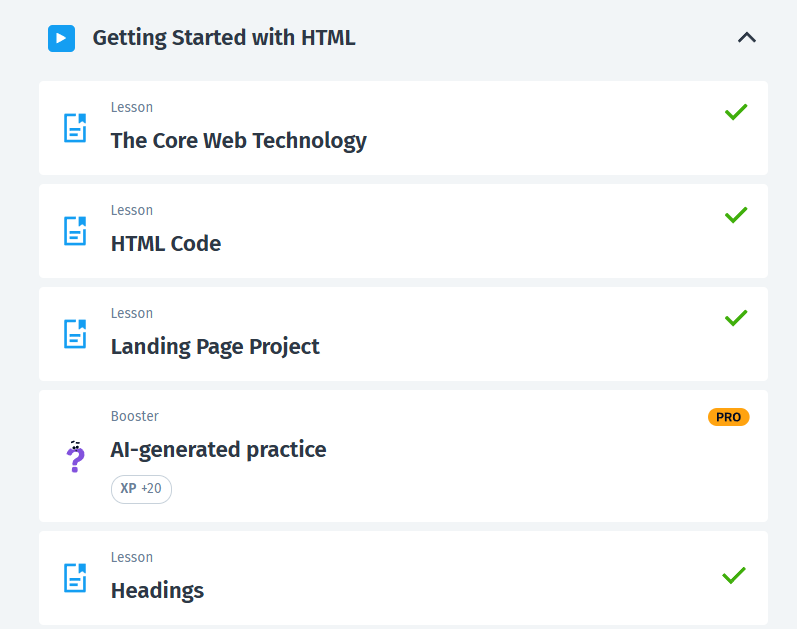 Getting Started with HTML
Lesson
The Core Web Technology
Lesson
HTML Code
Lesson
Landing Page Project
Booster
PRO
AI-generated practice
XP +20
Lesson
Headings